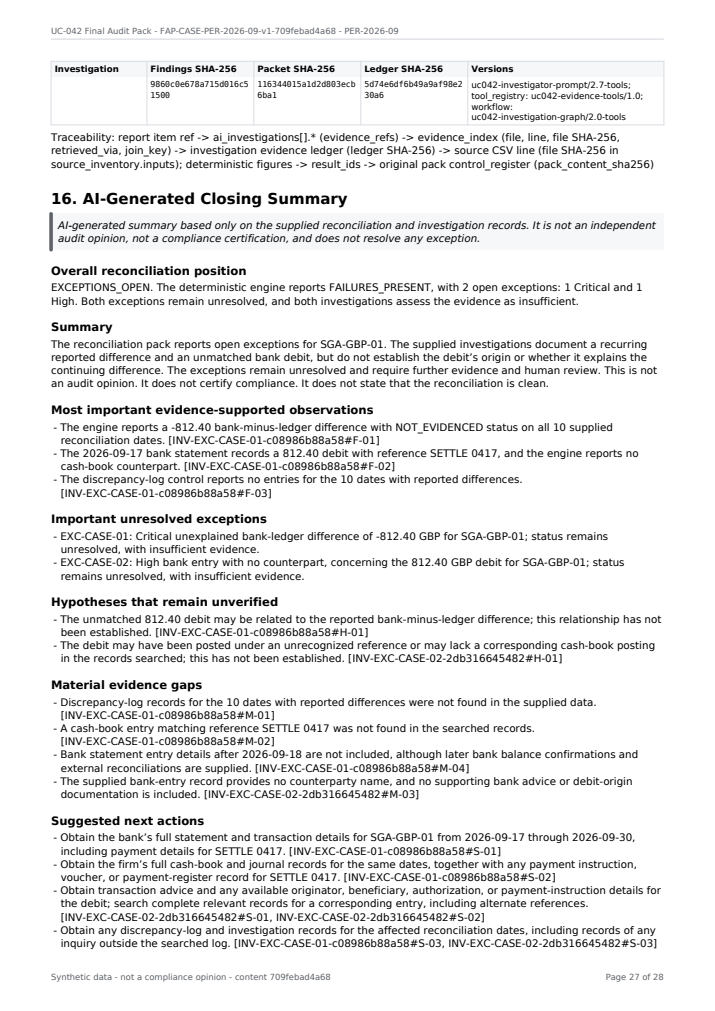 UC-042 Final Audit Pack - FAP-CASE-PER-2026-09-v1-709febad4a68 - PER-2026-09
Investigation Findings SHA-256 Packet SHA-256 Ledger SHA-256 Versions
9860c0e678a715d016c5 116344015a1d2d803ecb 5d74e6df6b49a9af98e2 uc042-investigator-prompt/2.7-tools;
1500 6ba1 30a6 tool_registry: uc042-evidence-tools/1.0;
workflow:
uc042-investigation-graph/2.0-tools
Traceability: report item ref -> ai_investigations[].* (evidence_refs) -> evidence_index (file, line, file SHA-256,
retrieved_via, join_key) -> investigation evidence ledger (ledger SHA-256) -> source CSV line (file SHA-256 in
source_inventory.inputs); deterministic figures -> result_ids -> original pack control_register (pack_content_sha256)
16. AI-Generated Closing Summary
AI-generated summary based only on the supplied reconciliation and investigation records. It is not an independent
audit opinion, not a compliance certification, and does not resolve any exception.
Overall reconciliation position
EXCEPTIONS_OPEN. The deterministic engine reports FAILURES_PRESENT, with 2 open exceptions: 1 Critical and 1
High. Both exceptions remain unresolved, and both investigations assess the evidence as insufficient.
Summary
The reconciliation pack reports open exceptions for SGA-GBP-01. The supplied investigations document a recurring
reported difference and an unmatched bank debit, but do not establish the debit's origin or whether it explains the
continuing difference. The exceptions remain unresolved and require further evidence and human review. This is not
an audit opinion. It does not certify compliance. It does not state that the reconciliation is clean.
Most important evidence-supported observations
- The engine reports a -812.40 bank-minus-ledger difference with NOT_EVIDENCED status on all 10 supplied
reconciliation dates. [INV-EXC-CASE-01-c08986b88a58#F-01]
- The 2026-09-17 bank statement records a 812.40 debit with reference SETTLE 0417, and the engine reports no
cash-book counterpart. [INV-EXC-CASE-01-c08986b88a58#F-02]
- The discrepancy-log control reports no entries for the 10 dates with reported differences.
[INV-EXC-CASE-01-c08986b88a58#F-03]
Important unresolved exceptions
- EXC-CASE-01: Critical unexplained bank-ledger difference of -812.40 GBP for SGA-GBP-01; status remains
unresolved, with insufficient evidence.
- EXC-CASE-02: High bank entry with no counterpart, concerning the 812.40 GBP debit for SGA-GBP-01; status
remains unresolved, with insufficient evidence.
Hypotheses that remain unverified
- The unmatched 812.40 debit may be related to the reported bank-minus-ledger difference; this relationship has not
been established. [INV-EXC-CASE-01-c08986b88a58#H-01]
- The debit may have been posted under an unrecognized reference or may lack a corresponding cash-book posting
in the records searched; this has not been established. [INV-EXC-CASE-02-2db316645482#H-01]
Material evidence gaps
- Discrepancy-log records for the 10 dates with reported differences were not found in the supplied data.
[INV-EXC-CASE-01-c08986b88a58#M-01]
- A cash-book entry matching reference SETTLE 0417 was not found in the searched records.
[INV-EXC-CASE-01-c08986b88a58#M-02]
- Bank statement entry details after 2026-09-18 are not included, although later bank balance confirmations and
external reconciliations are supplied. [INV-EXC-CASE-01-c08986b88a58#M-04]
- The supplied bank-entry record provides no counterparty name, and no supporting bank advice or debit-origin
documentation is included. [INV-EXC-CASE-02-2db316645482#M-03]
Suggested next actions
- Obtain the bank's full statement and transaction details for SGA-GBP-01 from 2026-09-17 through 2026-09-30,
including payment details for SETTLE 0417. [INV-EXC-CASE-01-c08986b88a58#S-01]
- Obtain the firm's full cash-book and journal records for the same dates, together with any payment instruction,
voucher, or payment-register record for SETTLE 0417. [INV-EXC-CASE-01-c08986b88a58#S-02]
- Obtain transaction advice and any available originator, beneficiary, authorization, or payment-instruction details for
the debit; search complete relevant records for a corresponding entry, including alternate references.
[INV-EXC-CASE-02-2db316645482#S-01, INV-EXC-CASE-02-2db316645482#S-02]
- Obtain any discrepancy-log and investigation records for the affected reconciliation dates, including records of any
inquiry outside the searched log. [INV-EXC-CASE-01-c08986b88a58#S-03, INV-EXC-CASE-02-2db316645482#S-03]
Synthetic data - not a compliance opinion - content 709febad4a68 Page 27 of 28